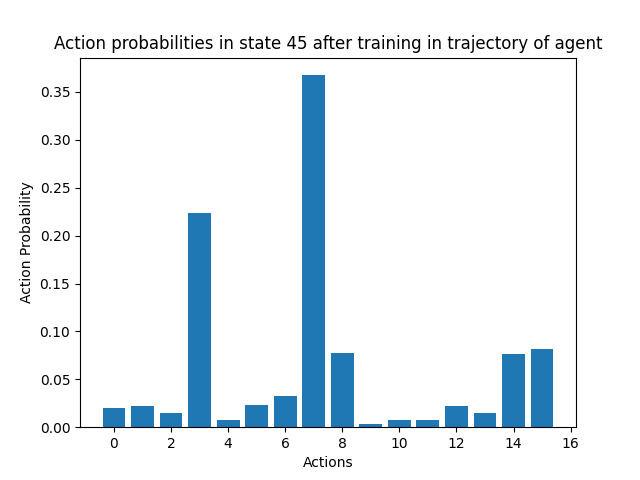 Action probabilities in state 45 after training in trajectory of agent
0.35
0.30
0.25
0.20
0.15
0.10
0.05
0.00
Action Probability
0 2 4 6 8 10 12 14 16
Actions